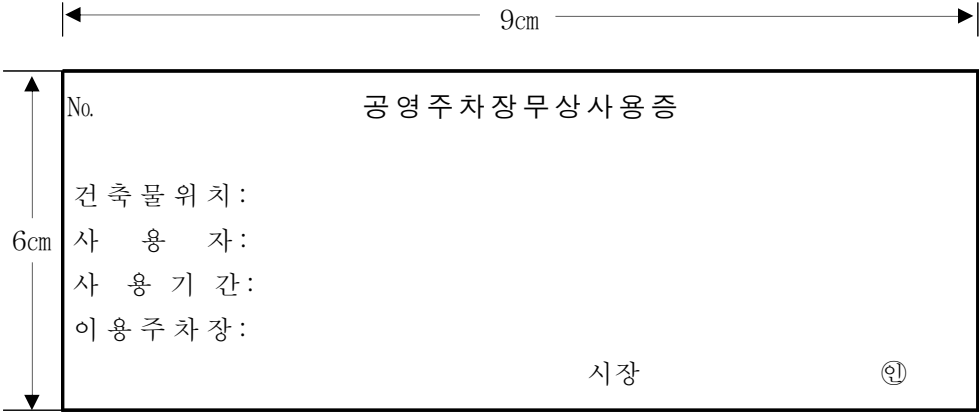 9㎝
No. 공영주차장무상사용증
건축물위치:
6㎝
사 용 자:
사 용 기 간:
이용주차장:
시장 ㊞